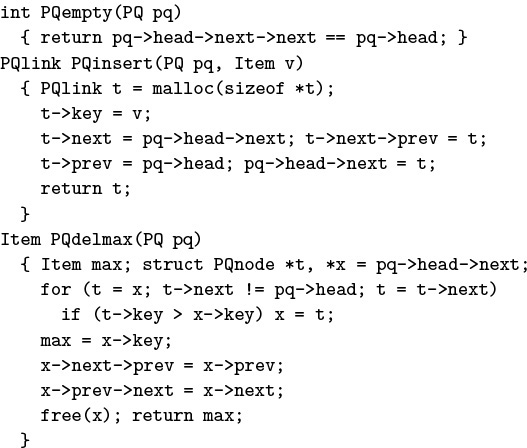 int PQempty(PQ pq)
  { return pq->head->next->next == pq->head; }
PQlink PQinsert(PQ pq, Item v)
  { PQlink t = malloc(sizeof *t);
    t->key = v;
    t->next = pq->head->next; t->next->prev = t;
    t->prev = pq->head; pq->head->next = t;
    return t;
  }
Item PQdelmax(PQ pq)
  { Item max; struct PQnode *t, *x = pq->head->next;
    for (t = x; t->next != pq->head; t = t->next)
      if (t->key > x->key) x = t;
    max = x->key;
    x->next->prev = x->prev;
    x->prev->next = x->next;
    free(x); return max;
  }